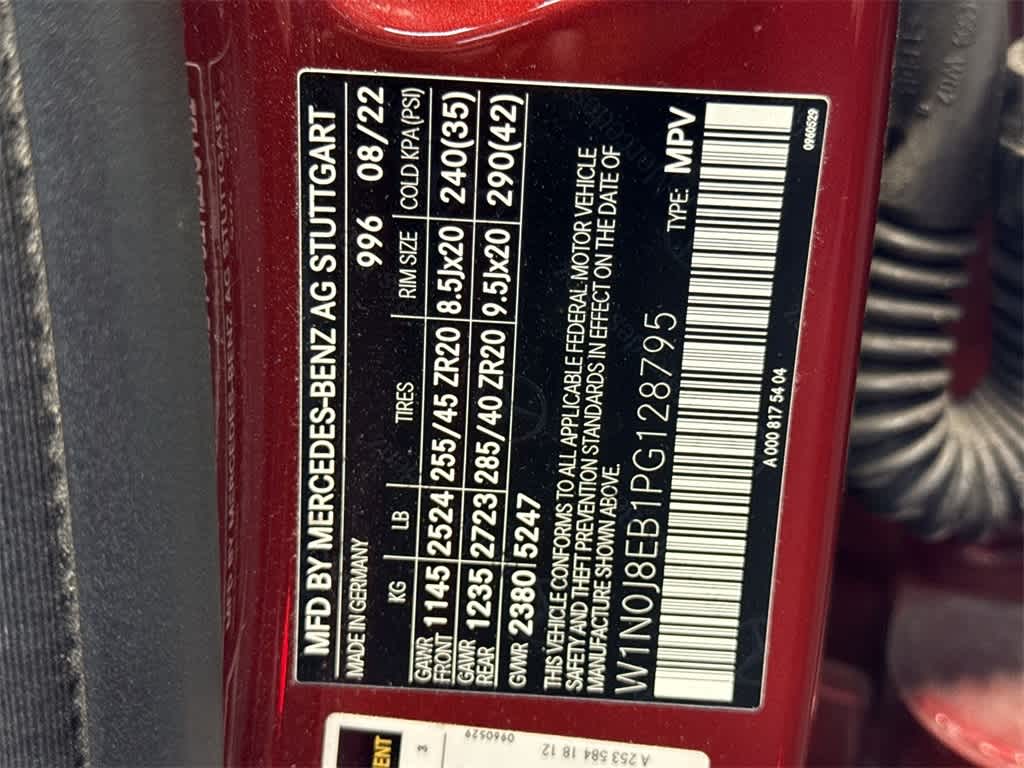 MFD BY MERCEDES-BENZ AG STUTTGART
MADE IN GERMANY 996 08/22
KG LB TIRES RIM SIZE COLD KPA(PSI)
GAWR FRONT 1145 2524 255/45 ZR20 8.5Jx20 240(35)
GAWR REAR 1235 2723 285/40 ZR20 9.5Jx20 290(42)
GVWR 2380 5247
THIS VEHICLE CONFORMS TO ALL APPLICABLE FEDERAL MOTOR VEHICLE
SAFETY AND THEFT PREVENTION STANDARDS IN EFFECT ON THE DATE OF
MANUFACTURE SHOWN ABOVE.
W1N0J8EB1PG128795 TYPE: MPV
A 000 817 54 04
0960529
3
0960529
A 253 584 18 12